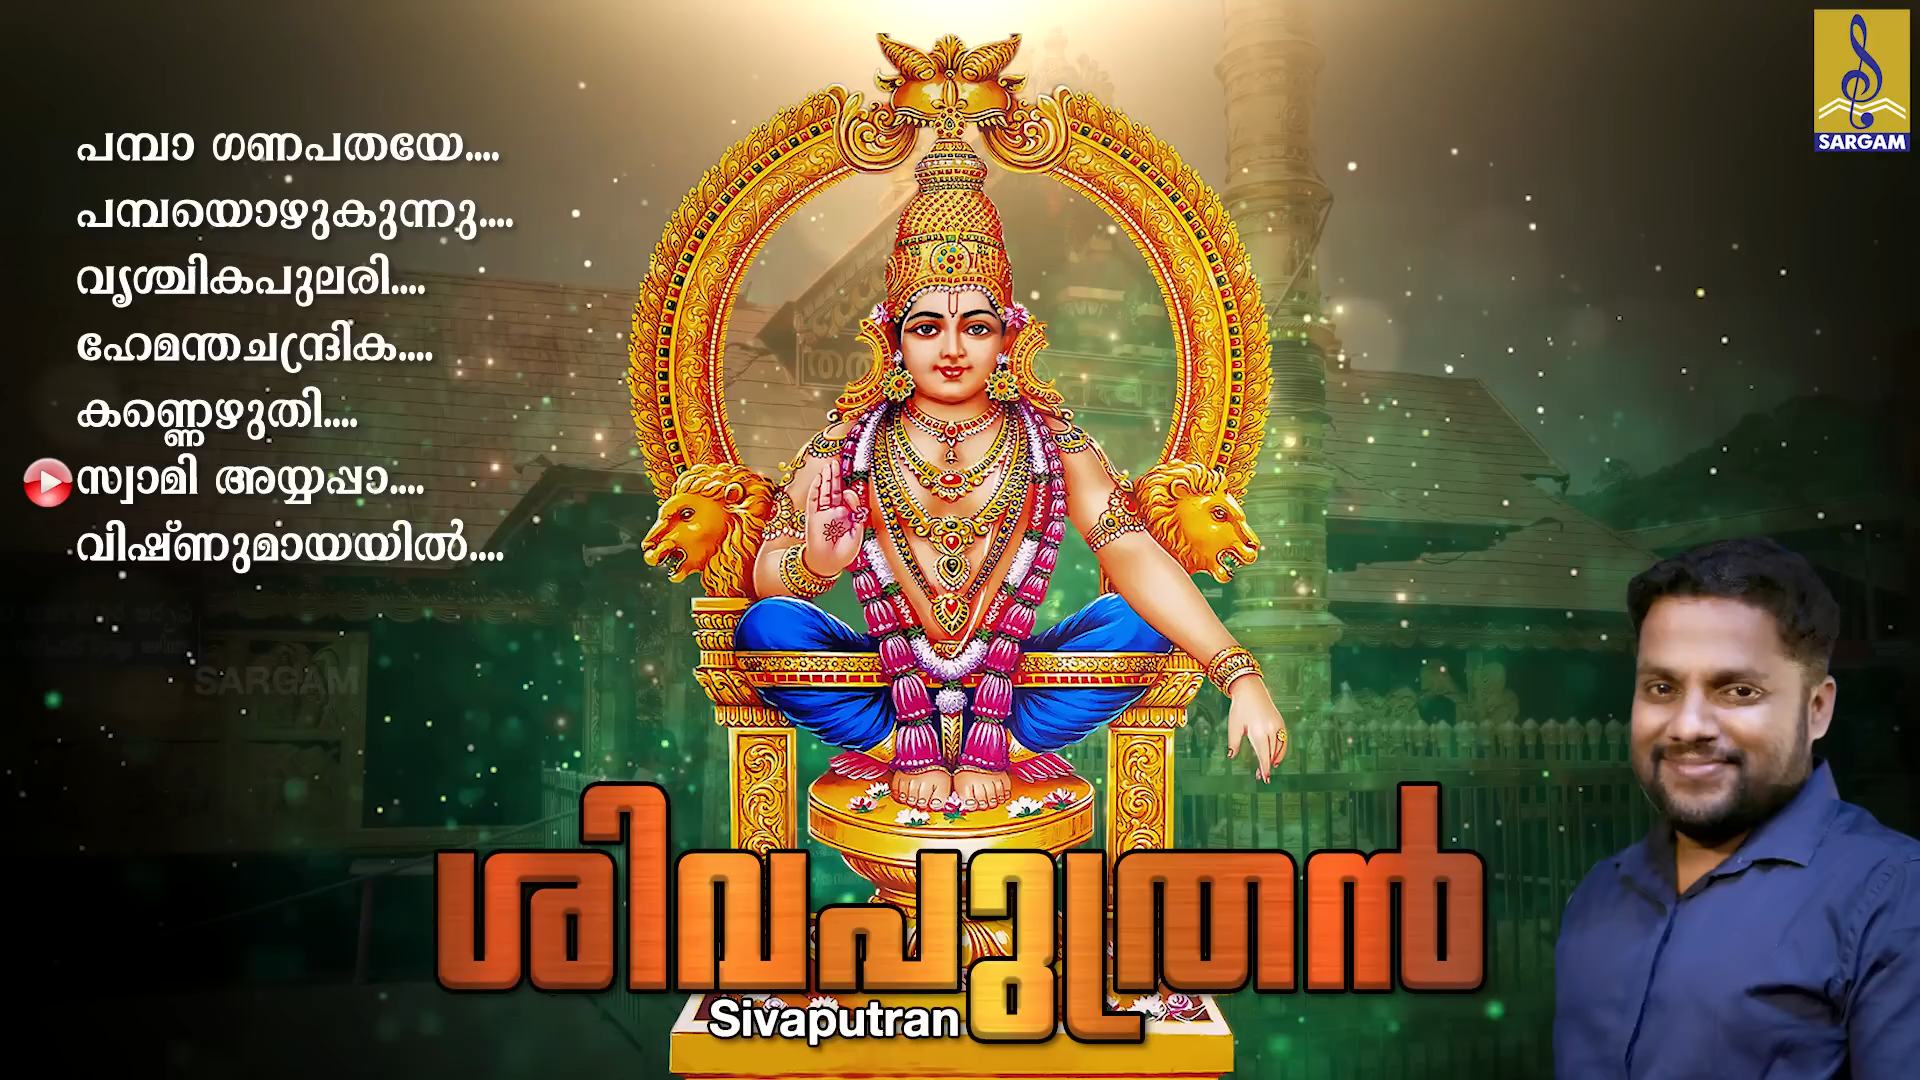 പമ്പാ ഗണപതയേ....
പമ്പയൊഴുകുന്നു....
വൃശ്ചികപുലരി....
ഹേമന്തചന്ദ്രിക....
കണ്ണെഴുതി....
സ്വാമി അയ്യപ്പാ....
വിഷ്ണുമായയിൽ....
SARGAM
SARGAM
ശിവപുത്രൻ
Sivaputran